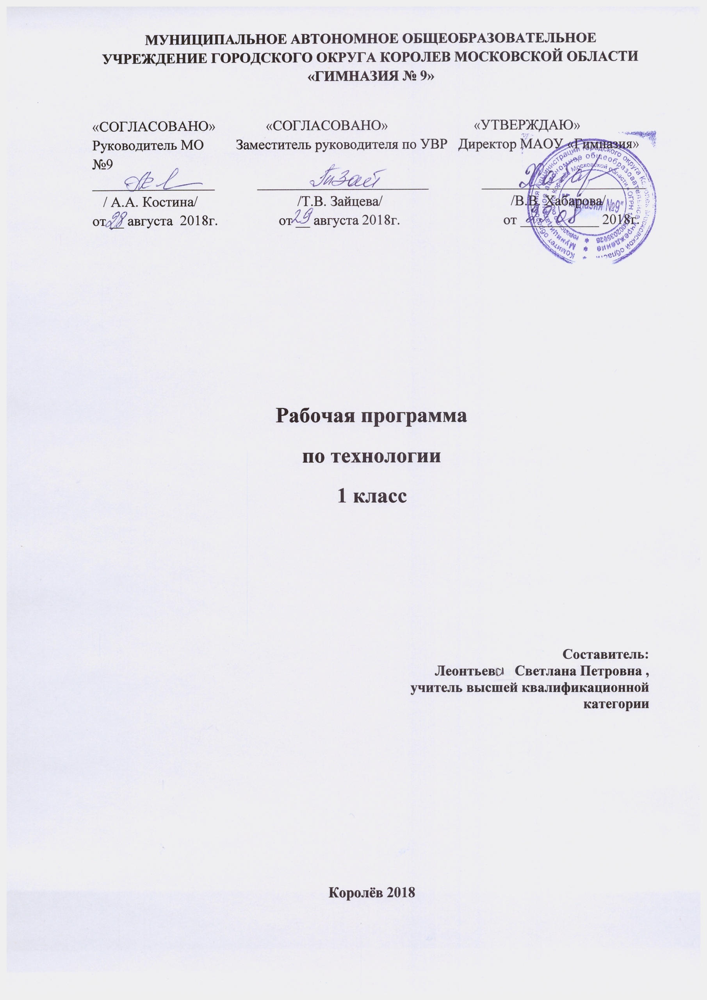 МУНИЦИПАЛЬНОЕ АВТОНОМНОЕ ОБЩЕОБРАЗОВАТЕЛЬНОЕ
УЧРЕЖДЕНИЕ ГОРОДСКОГО ОКРУГА КОРОЛЕВ МОСКОВСКОЙ ОБЛАСТИ
«ГИМНАЗИЯ № 9»
«СОГЛАСОВАНО» «СОГЛАСОВАНО» «УТВЕРЖДАЮ»
Руководитель МО Заместитель руководителя по УВР Директор МАОУ «Гимназия»
№9
/ А.А. Костина/ /Т.В. Зайцева/ /В.В. Хабарова/
от 28 августа 2018г. от 29 августа 2018г. от 29 08 2018г.
Рабочая программа
по технологии
1 класс
Составитель:
Леонтьева Светлана Петровна ,
учитель высшей квалификационной
категории
Королёв 2018